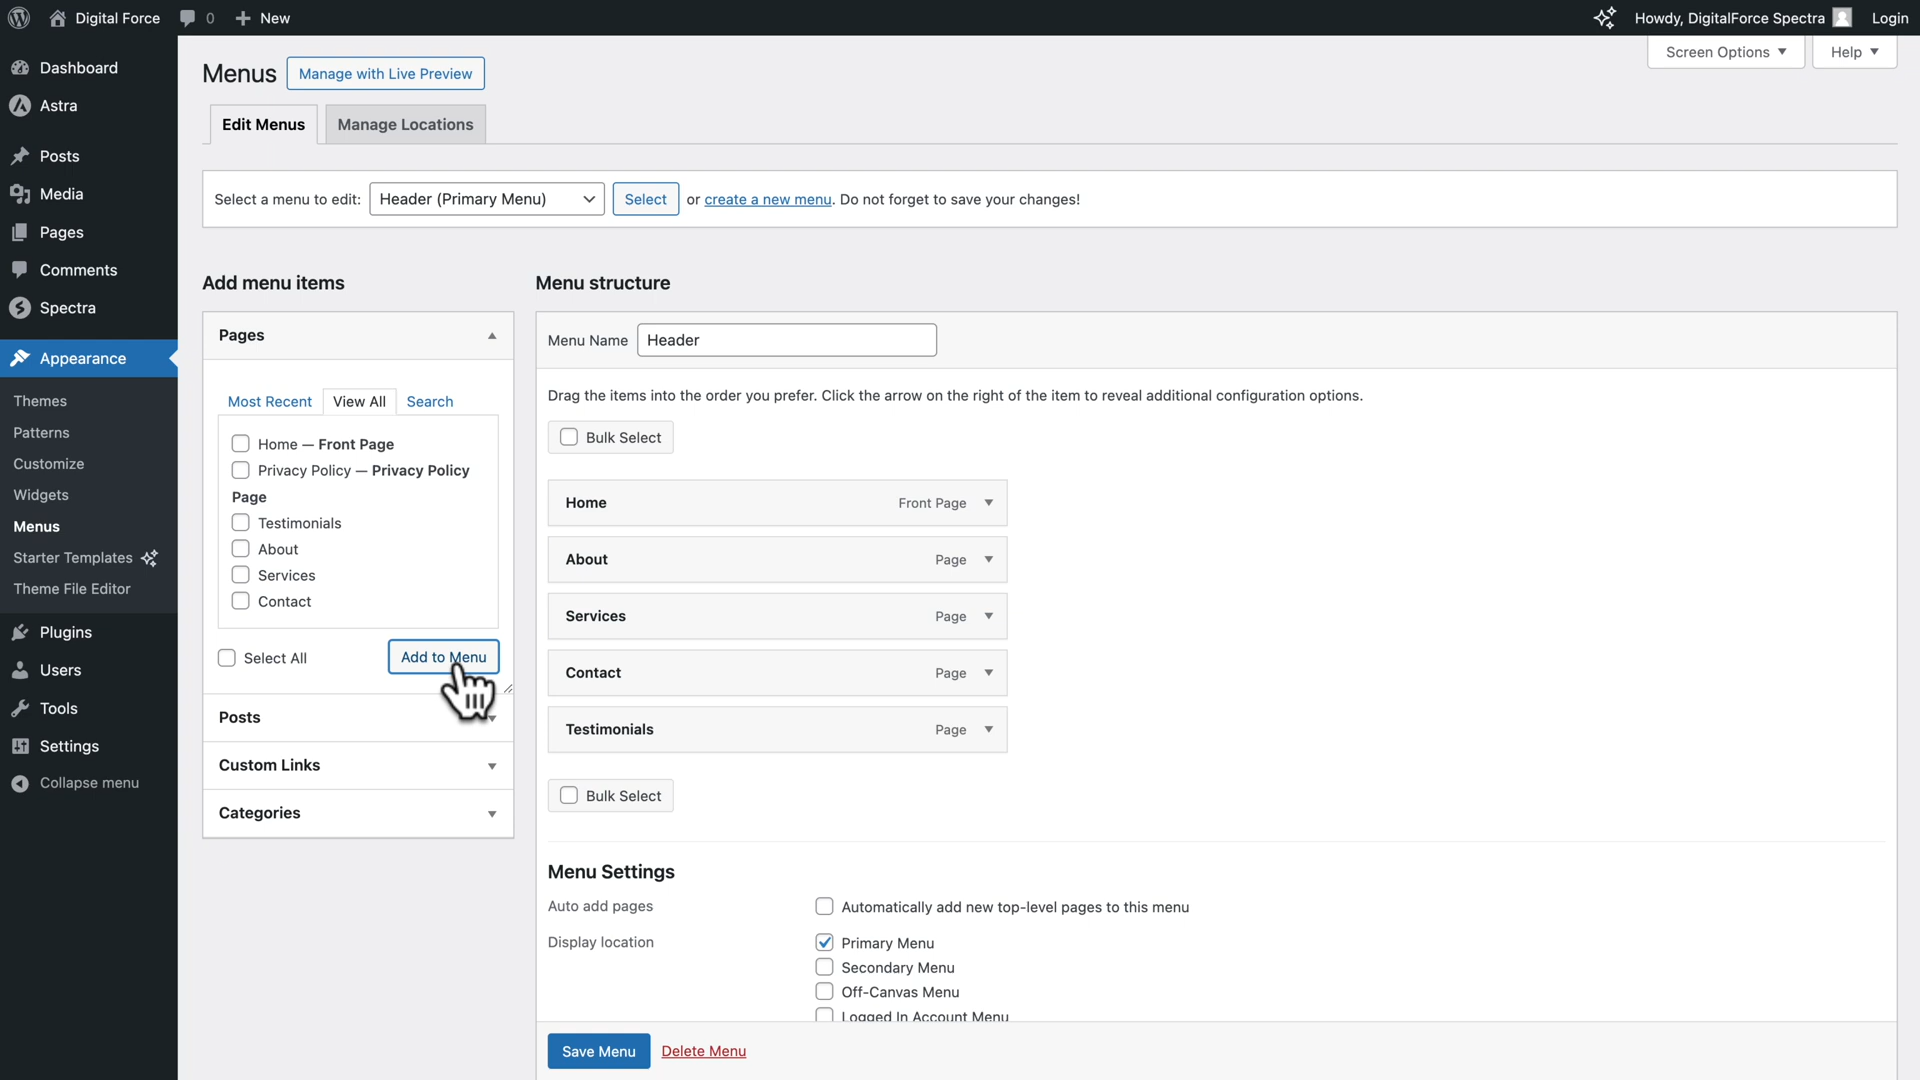 Digital Force 0 New Howdy, DigitalForce Spectra Login
Screen Options Help
Dashboard
Astra
Posts
Media
Pages
Comments
Spectra
Appearance
Themes
Patterns
Customize
Widgets
Menus
Starter Templates
Theme File Editor
Plugins
Users
Tools
Settings
Collapse menu
Menus Manage with Live Preview
Edit Menus Manage Locations
Select a menu to edit: Header (Primary Menu) Select or create a new menu. Do not forget to save your changes!
Add menu items
Pages
Most Recent View All Search
Home — Front Page
Privacy Policy — Privacy Policy
Page
Testimonials
About
Services
Contact
Select All Add to Menu
Posts
Custom Links
Categories
Menu structure
Menu Name Header
Drag the items into the order you prefer. Click the arrow on the right of the item to reveal additional configuration options.
Bulk Select
Home Front Page
About Page
Services Page
Contact Page
Testimonials Page
Bulk Select
Menu Settings
Auto add pages Automatically add new top-level pages to this menu
Display location Primary Menu
Secondary Menu
Off-Canvas Menu
Logged In Account Menu
Save Menu Delete Menu